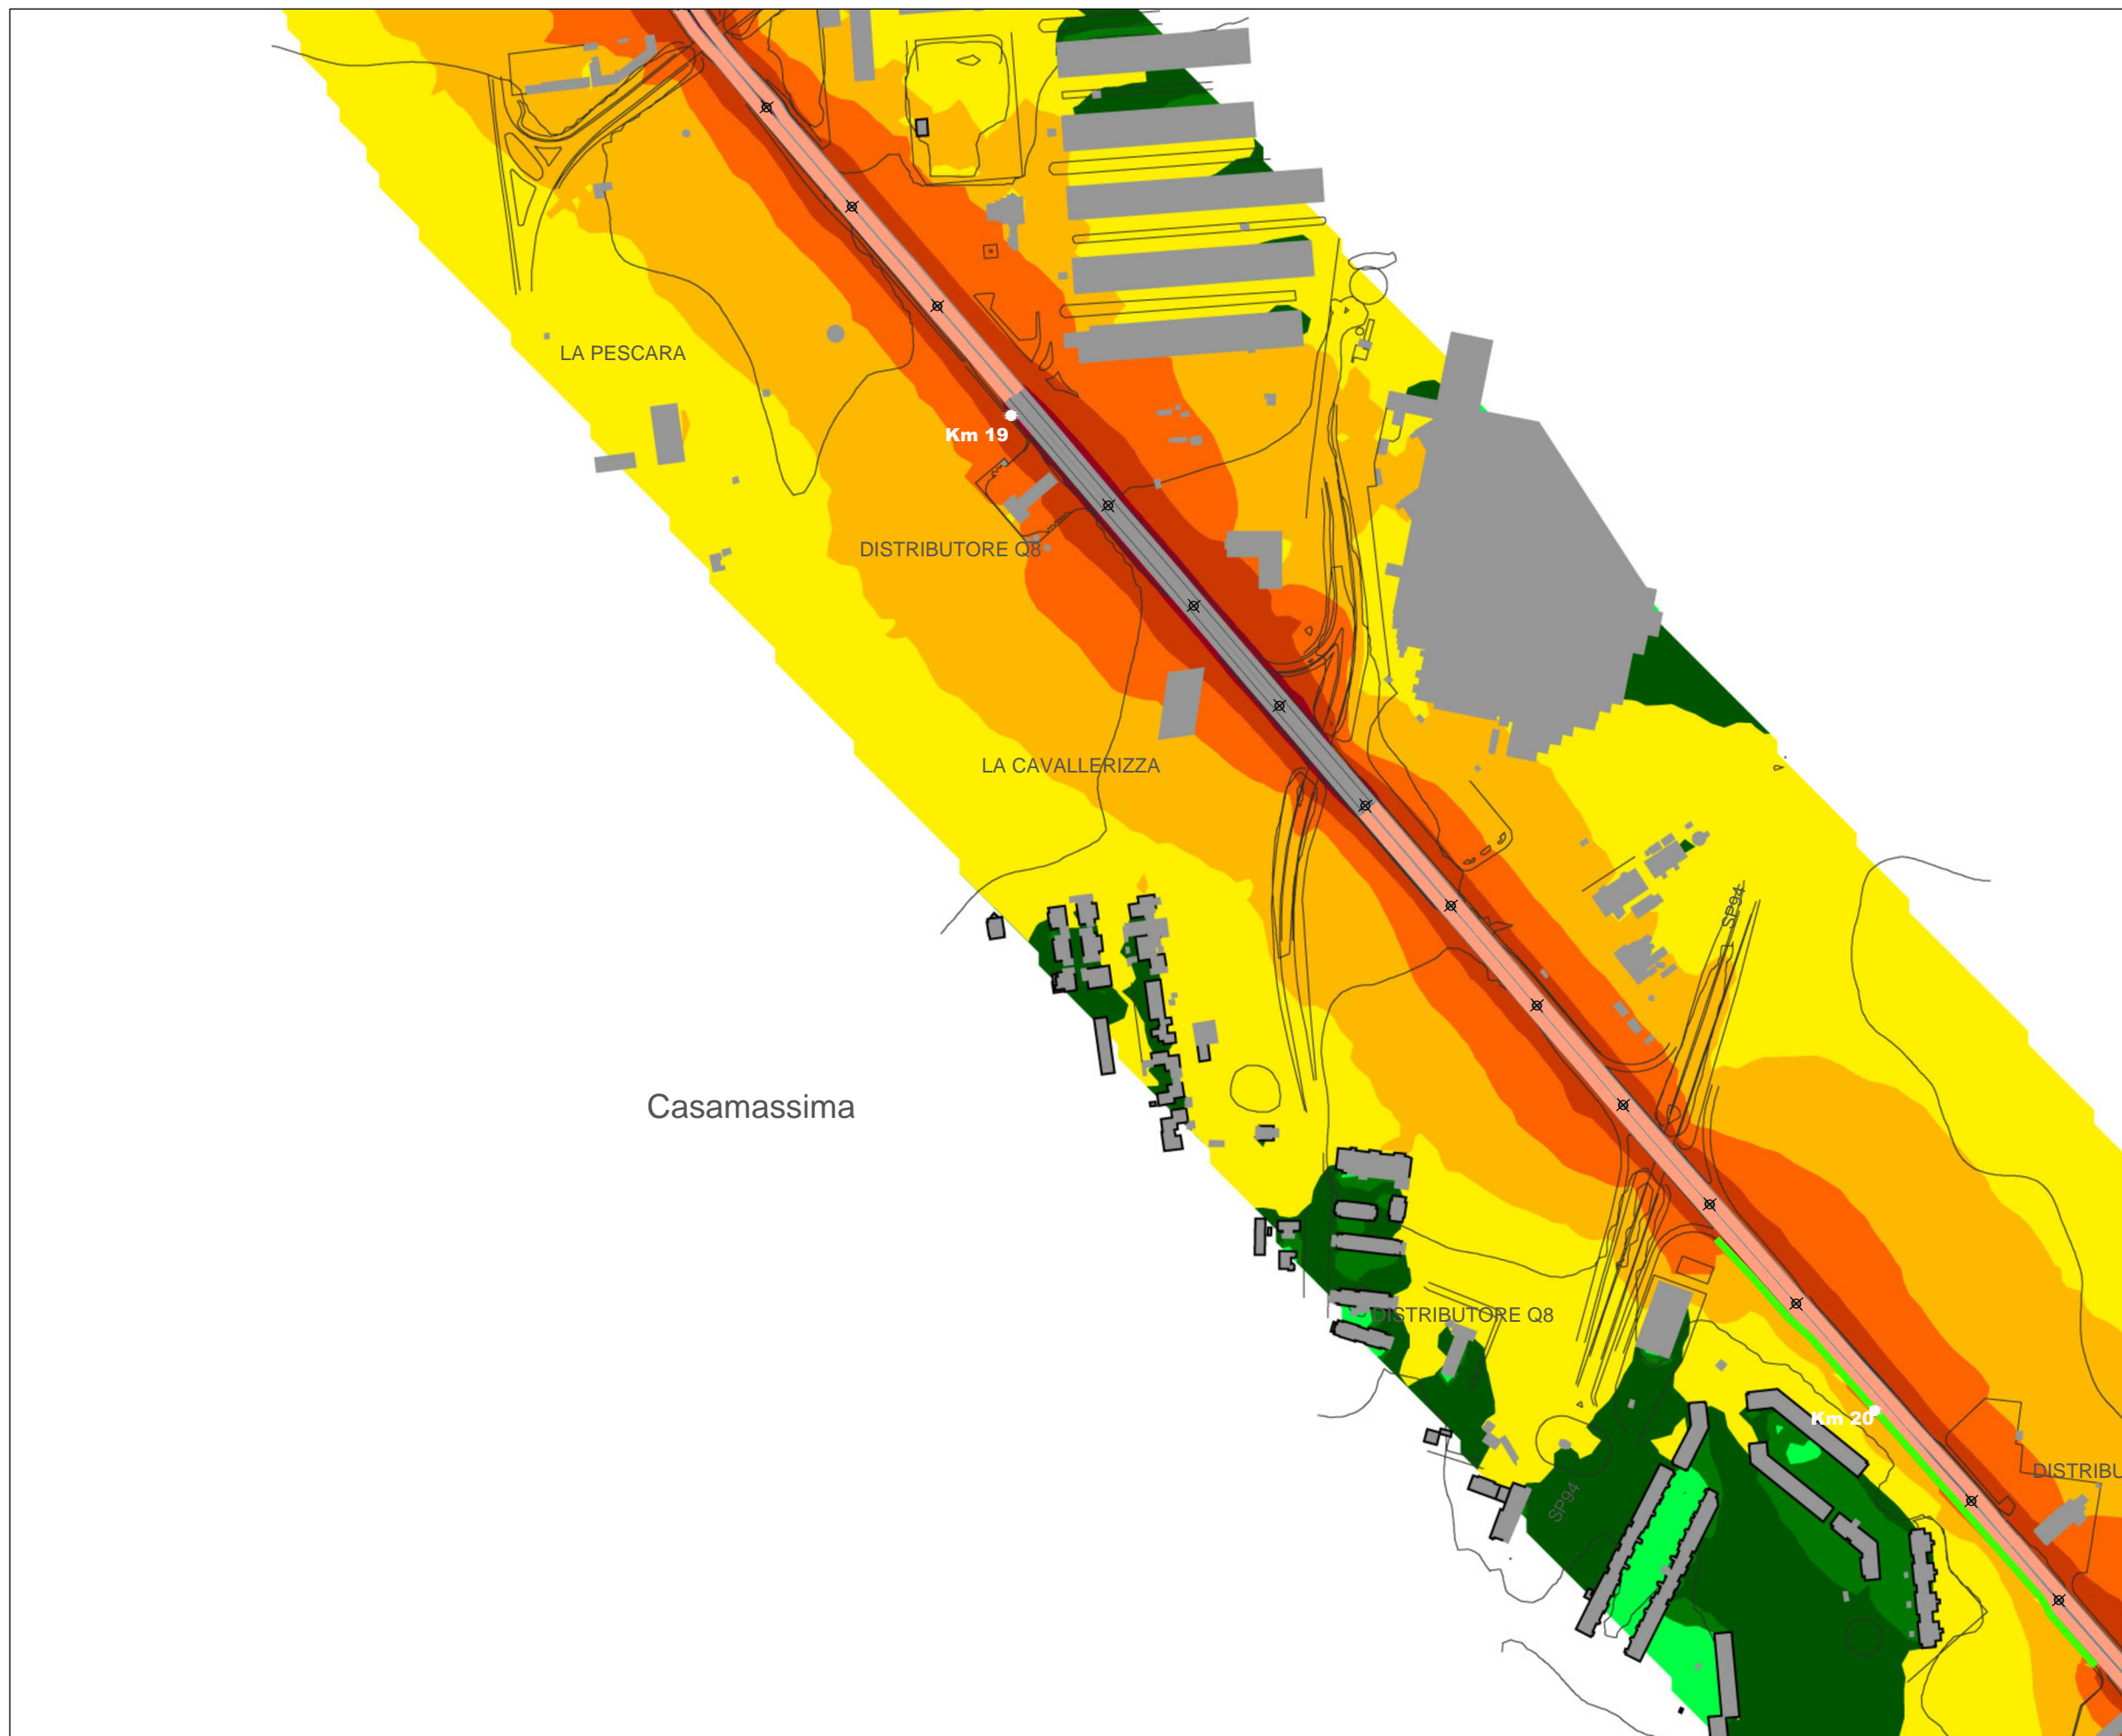 LA PESCARA
Km 19
DISTRIBUTORE Q8
LA CAVALLERIZZA
SP94
Casamassima
DISTRIBUTORE Q8
Km 20
DISTRIBU
SP94